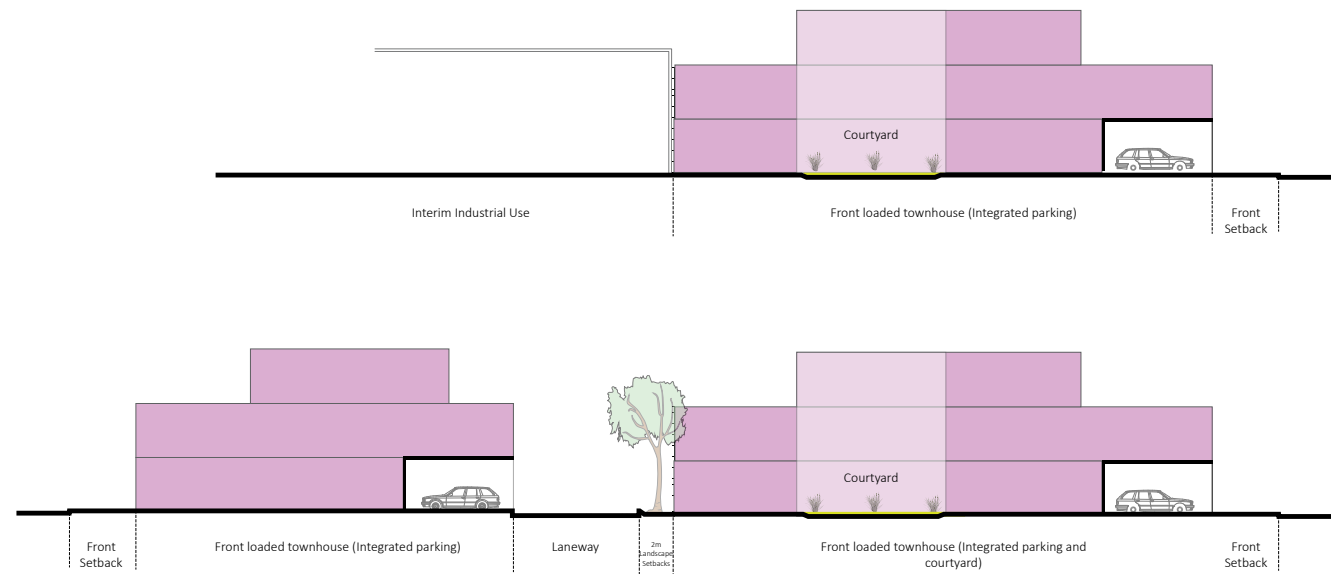 Courtyard
Interim Industrial Use
Front loaded townhouse (Integrated parking)
Front
Setback
Courtyard
Front
Setback
Front loaded townhouse (Integrated parking)
Laneway
2m
Landscape
Setbacks
Front loaded townhouse (Integrated parking and
courtyard)
Front
Setback